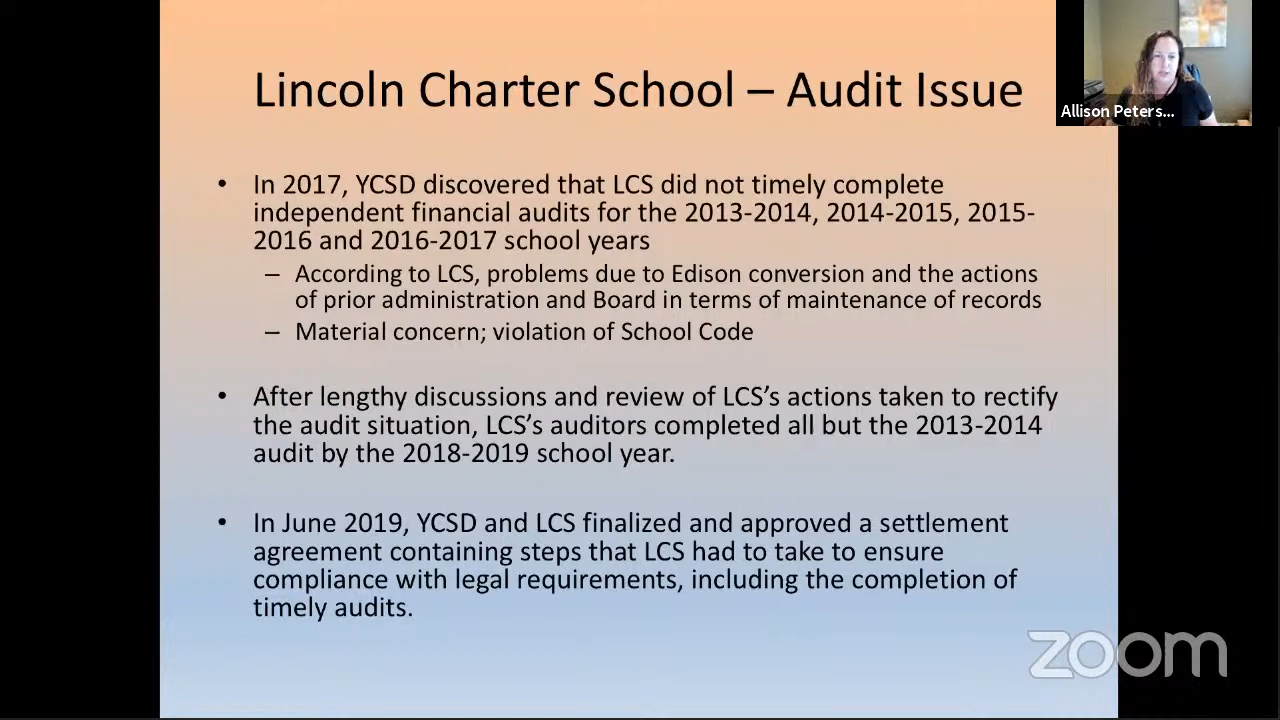 Lincoln Charter School – Audit Issue
Allison Peters...
• In 2017, YCSD discovered that LCS did not timely complete
independent financial audits for the 2013-2014, 2014-2015, 2015-
2016 and 2016-2017 school years
– According to LCS, problems due to Edison conversion and the actions
of prior administration and Board in terms of maintenance of records
– Material concern; violation of School Code
• After lengthy discussions and review of LCS’s actions taken to rectify
the audit situation, LCS’s auditors completed all but the 2013-2014
audit by the 2018-2019 school year.
• In June 2019, YCSD and LCS finalized and approved a settlement
agreement containing steps that LCS had to take to ensure
compliance with legal requirements, including the completion of
timely audits.
zoom